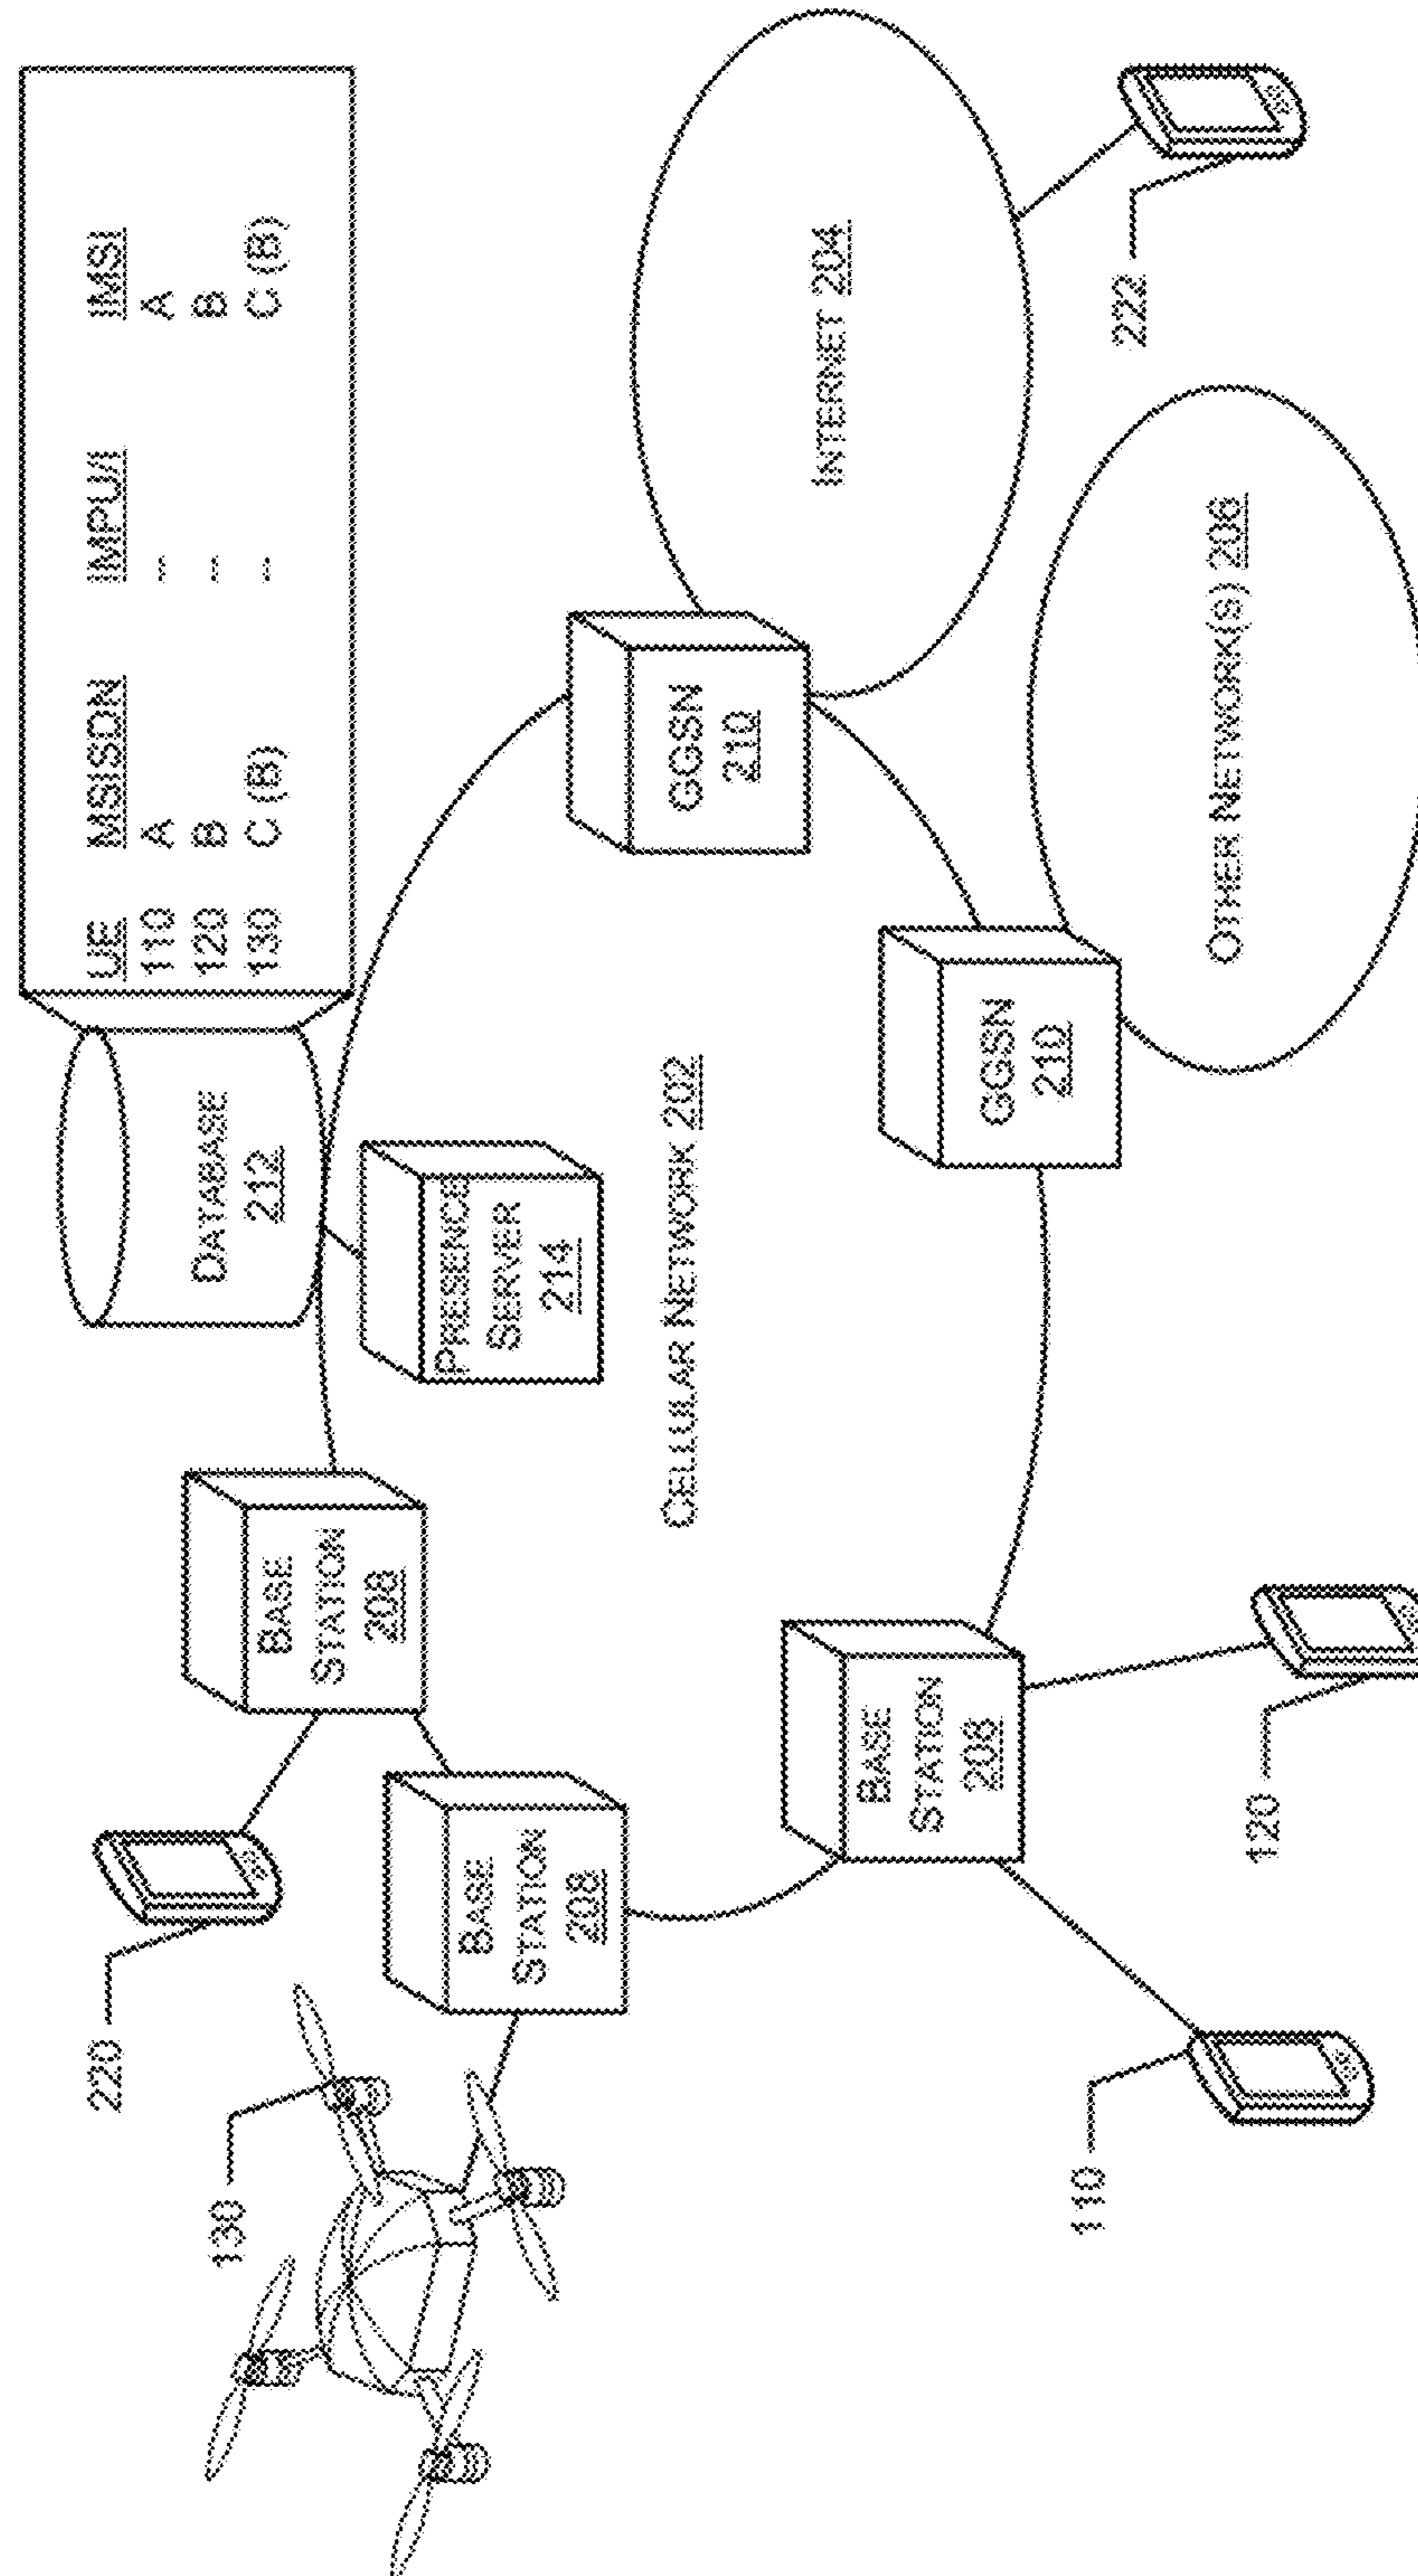 UE MSISDN IMPU/I IMSI
110 A -- A
120 B -- B
130 C (B) -- C (B)
DATABASE
212
PRESENCE
SERVER
214
220
130
BASE
STATION
208
BASE
STATION
208
CELLULAR NETWORK 202
GGSN
210
INTERNET 204
BASE
STATION
208
GGSN
210
OTHER NETWORK(S) 206
222
110
120